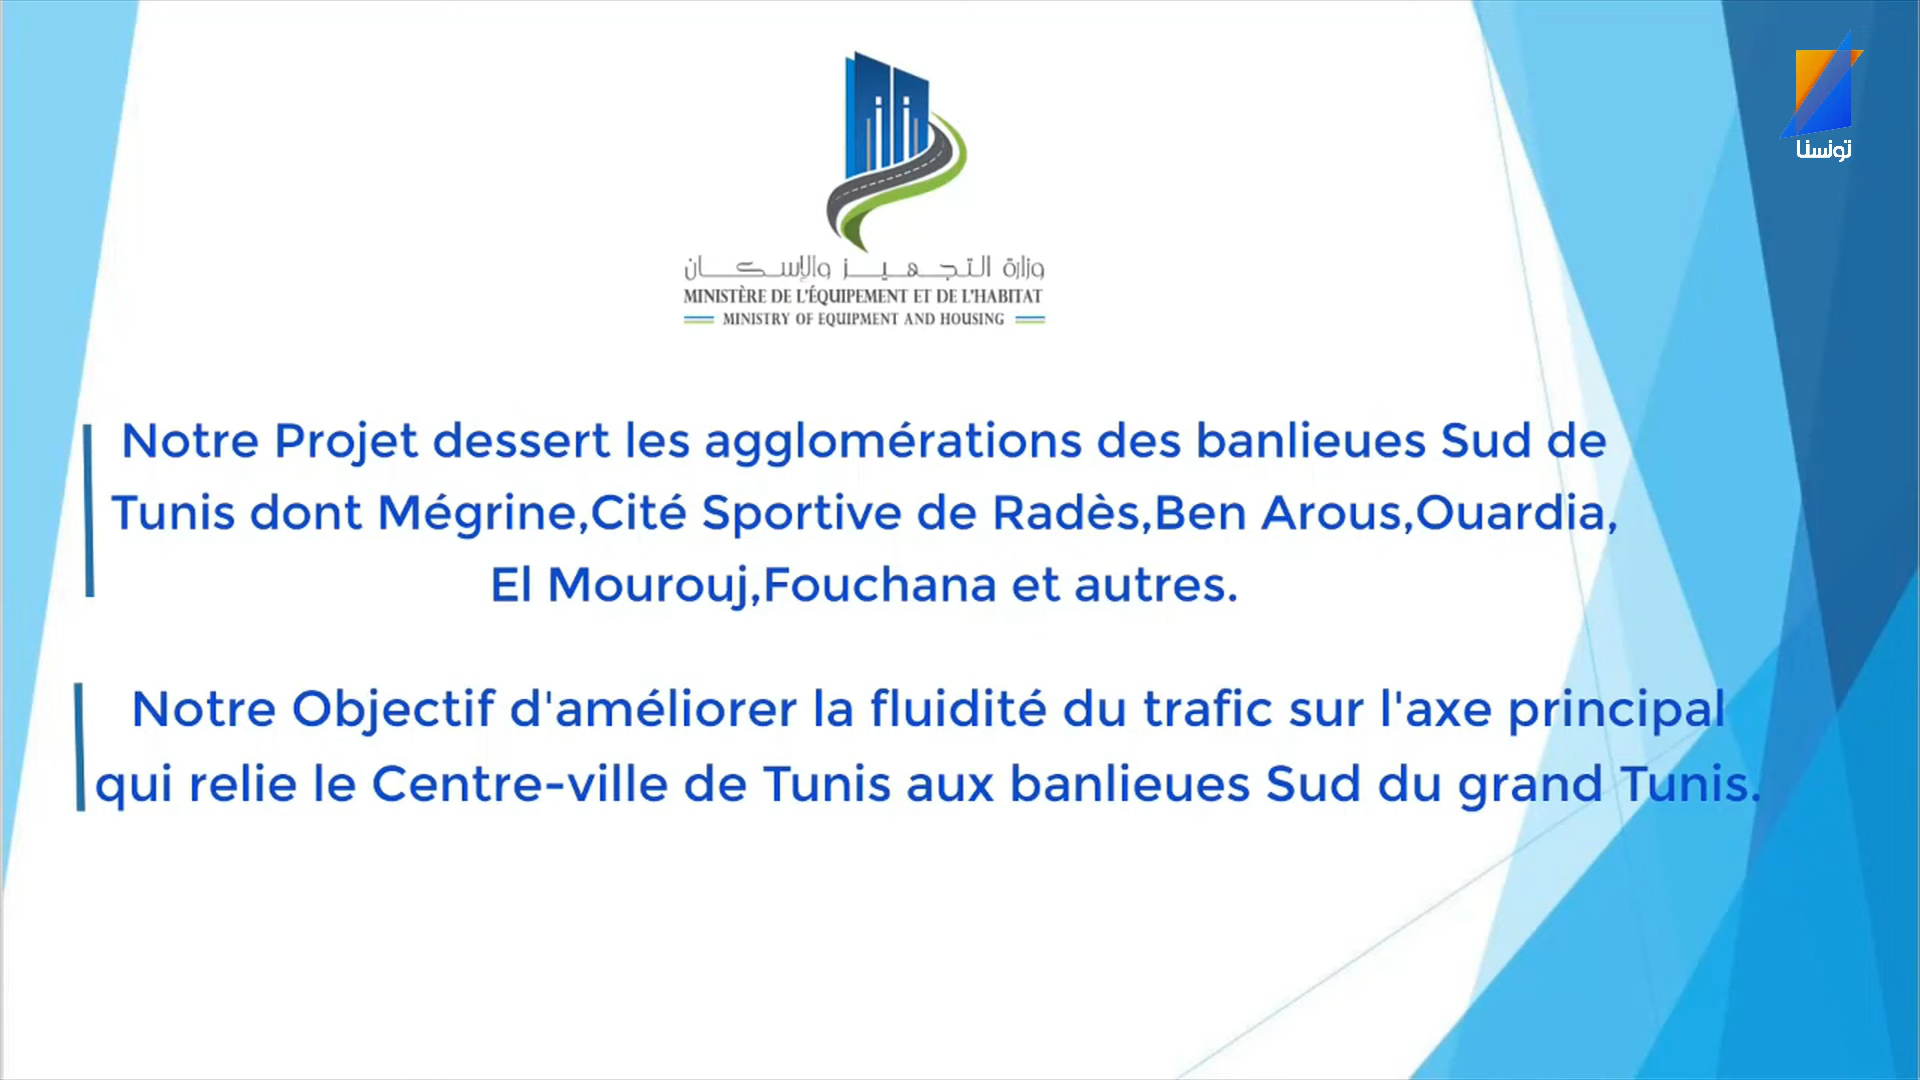 تونسنا
وزارة التجهيز والإسكان
MINISTÈRE DE L'ÉQUIPEMENT ET DE L'HABITAT
MINISTRY OF EQUIPMENT AND HOUSING
Notre Projet dessert les agglomérations des banlieues Sud de
Tunis dont Mégrine,Cité Sportive de Radès,Ben Arous,Ouardia,
El Mourouj,Fouchana et autres.
Notre Objectif d'améliorer la fluidité du trafic sur l'axe principal
qui relie le Centre-ville de Tunis aux banlieues Sud du grand Tunis.